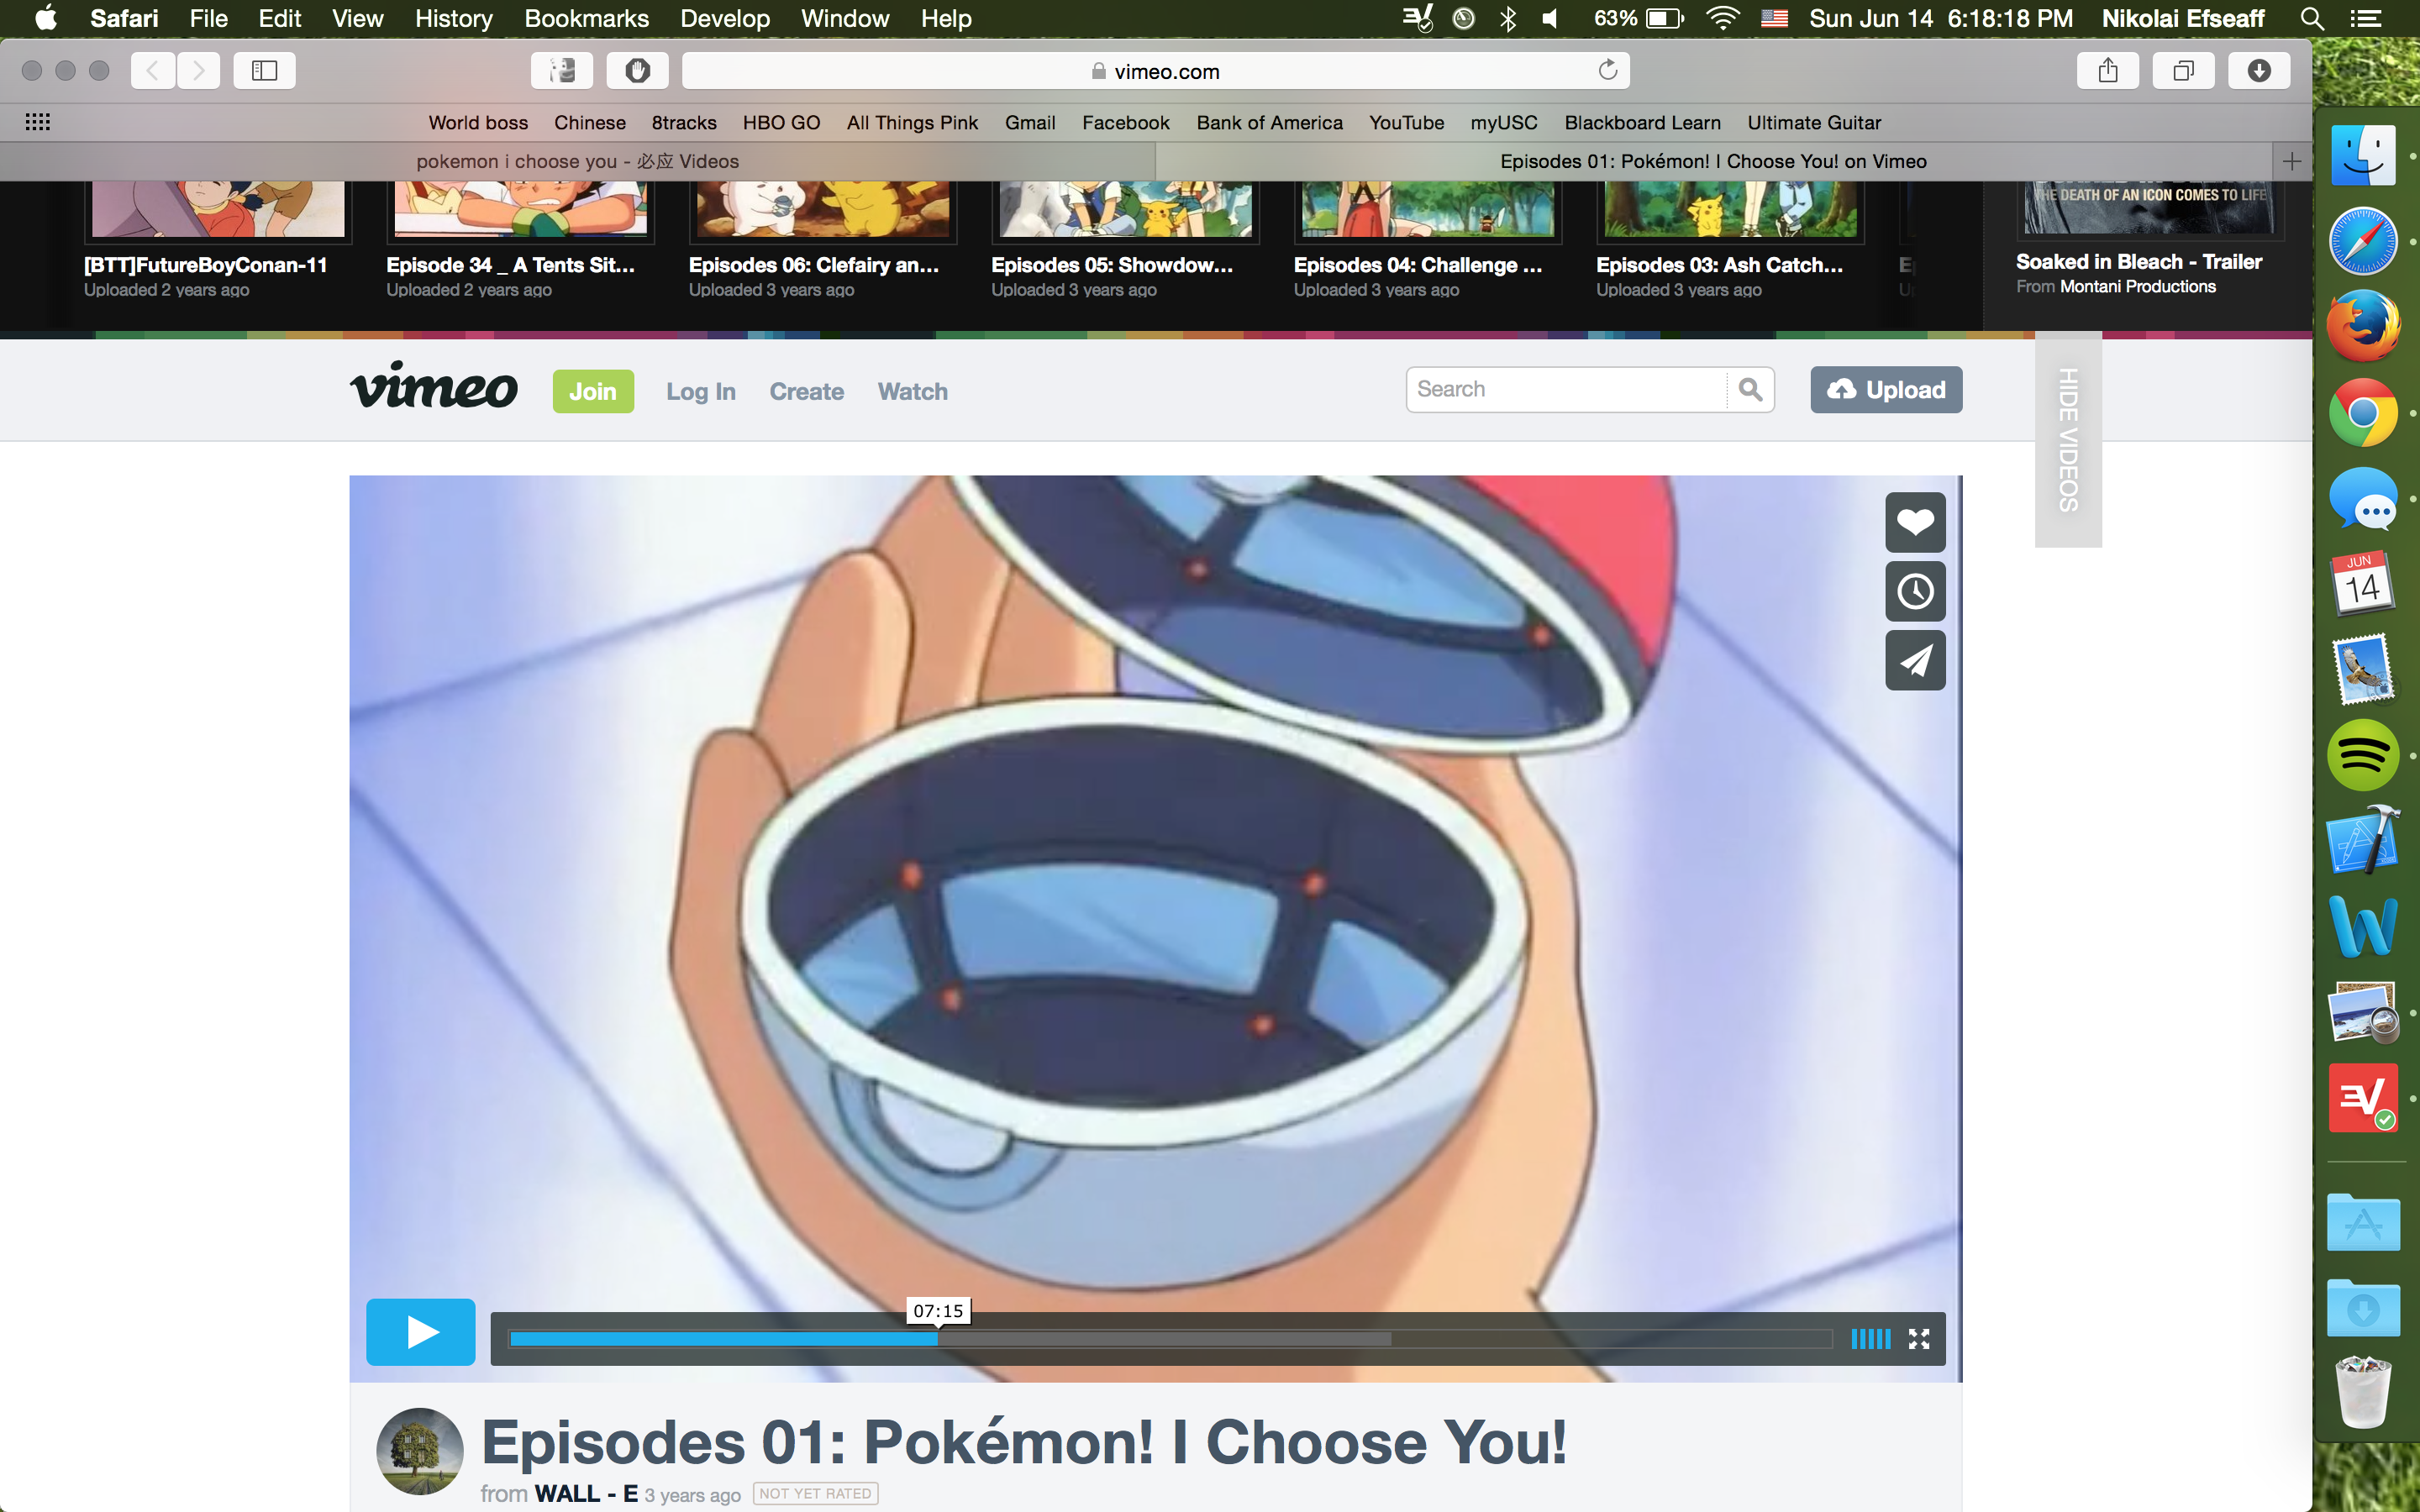 Safari File Edit View History Bookmarks Develop Window Help 63% Sun Jun 14 6:18:18 PM Nikolai Efseaff
vimeo.com
World boss Chinese 8tracks HBO GO All Things Pink Gmail Facebook Bank of America YouTube myUSC Blackboard Learn Ultimate Guitar
pokemon i choose you - 必应 Videos Episodes 01: Pokémon! I Choose You! on Vimeo
THE DEATH OF AN ICON COMES TO LIFE
[BTT]FutureBoyConan-11 Episode 34 _ A Tents Sit... Episodes 06: Clefairy an... Episodes 05: Showdow... Episodes 04: Challenge ... Episodes 03: Ash Catch... Soaked in Bleach - Trailer
Uploaded 2 years ago Uploaded 2 years ago Uploaded 3 years ago Uploaded 3 years ago Uploaded 3 years ago Uploaded 3 years ago From Montani Productions
vimeo Join Log In Create Watch Search Upload
HIDE VIDEOS
JUN
14
07:15
Episodes 01: Pokémon! I Choose You!
from WALL - E 3 years ago NOT YET RATED